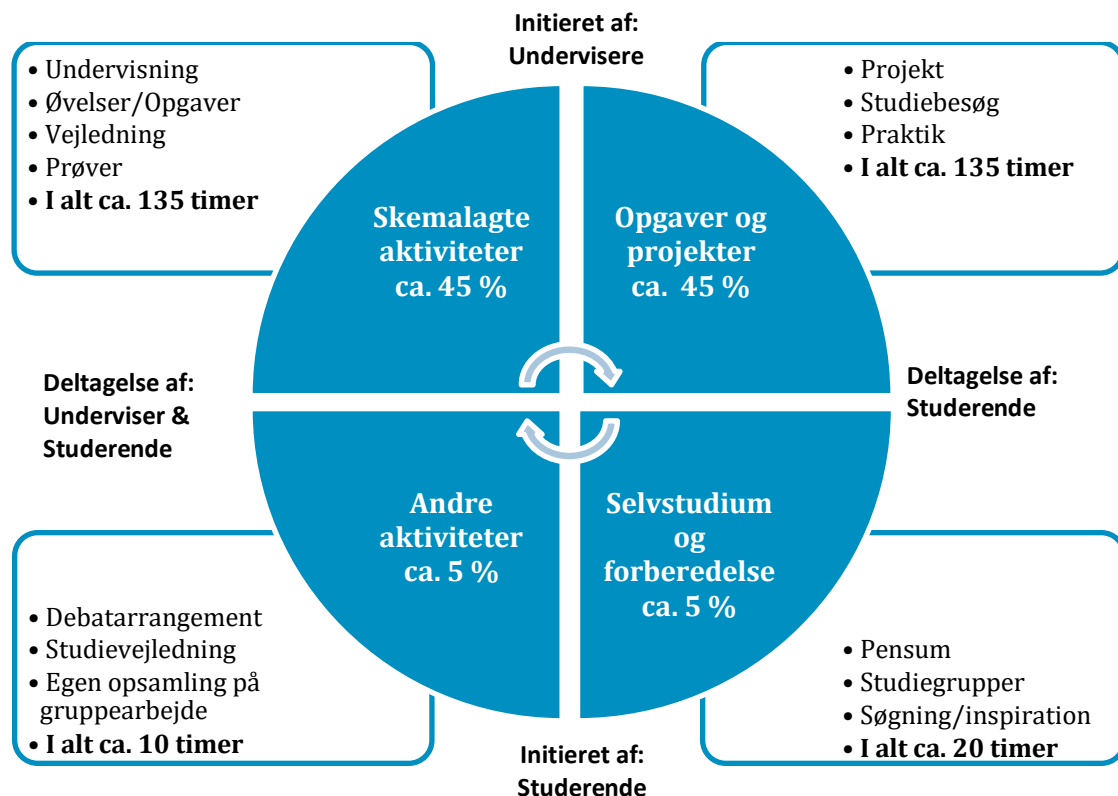 Initieret af:
Undervisere
• Undervisning
• Øvelser/Opgaver
• Vejledning
• Prøver
• I alt ca. 135 timer
• Projekt
• Studiebesøg
• Praktik
• I alt ca. 135 timer
Skemalagte
aktiviteter
ca. 45 %
Opgaver og
projekter
ca. 45 %
Deltagelse af:
Underviser &
Studerende
Deltagelse af:
Studerende
Andre
aktiviteter
ca. 5 %
Selvstudium
og
forberedelse
ca. 5 %
• Debatarrangement
• Studievejledning
• Egen opsamling på
gruppearbejde
• I alt ca. 10 timer
• Pensum
• Studiegrupper
• Søgning/inspiration
• I alt ca. 20 timer
Initieret af:
Studerende